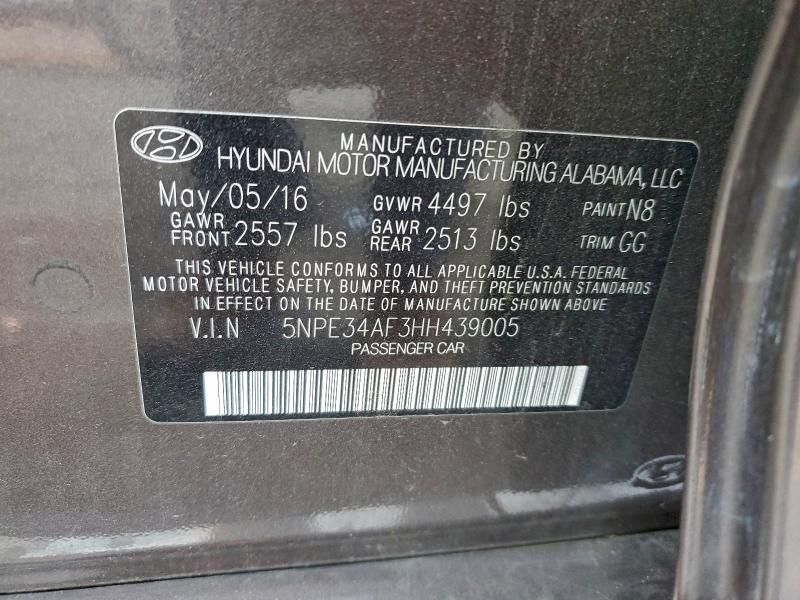 MANUFACTURED BY
HYUNDAI MOTOR MANUFACTURING ALABAMA, LLC
May/05/16 GVWR 4497 lbs PAINT N8
GAWR FRONT 2557 lbs GAWR REAR 2513 lbs TRIM GG
THIS VEHICLE CONFORMS TO ALL APPLICABLE U.S.A. FEDERAL
MOTOR VEHICLE SAFETY, BUMPER, AND THEFT PREVENTION STANDARDS
IN EFFECT ON THE DATE OF MANUFACTURE SHOWN ABOVE
V.I.N 5NPE34AF3HH439005
PASSENGER CAR